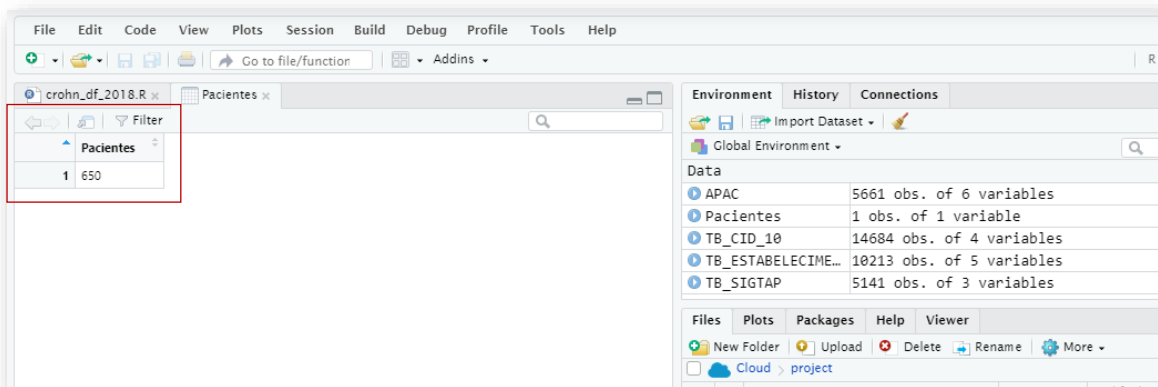 File Edit Code View Plots Session Build Debug Profile Tools Help
Go to file/function Addins R
crohn_df_2018.R Pacientes
Filter
Pacientes
1 650
Environment History Connections
Import Dataset
Global Environment
Data
APAC 5661 obs. of 6 variables
Pacientes 1 obs. of 1 variable
TB_CID_10 14684 obs. of 4 variables
TB_ESTABELECIME… 10213 obs. of 5 variables
TB_SIGTAP 5141 obs. of 3 variables
Files Plots Packages Help Viewer
New Folder Upload Delete Rename More
Cloud > project